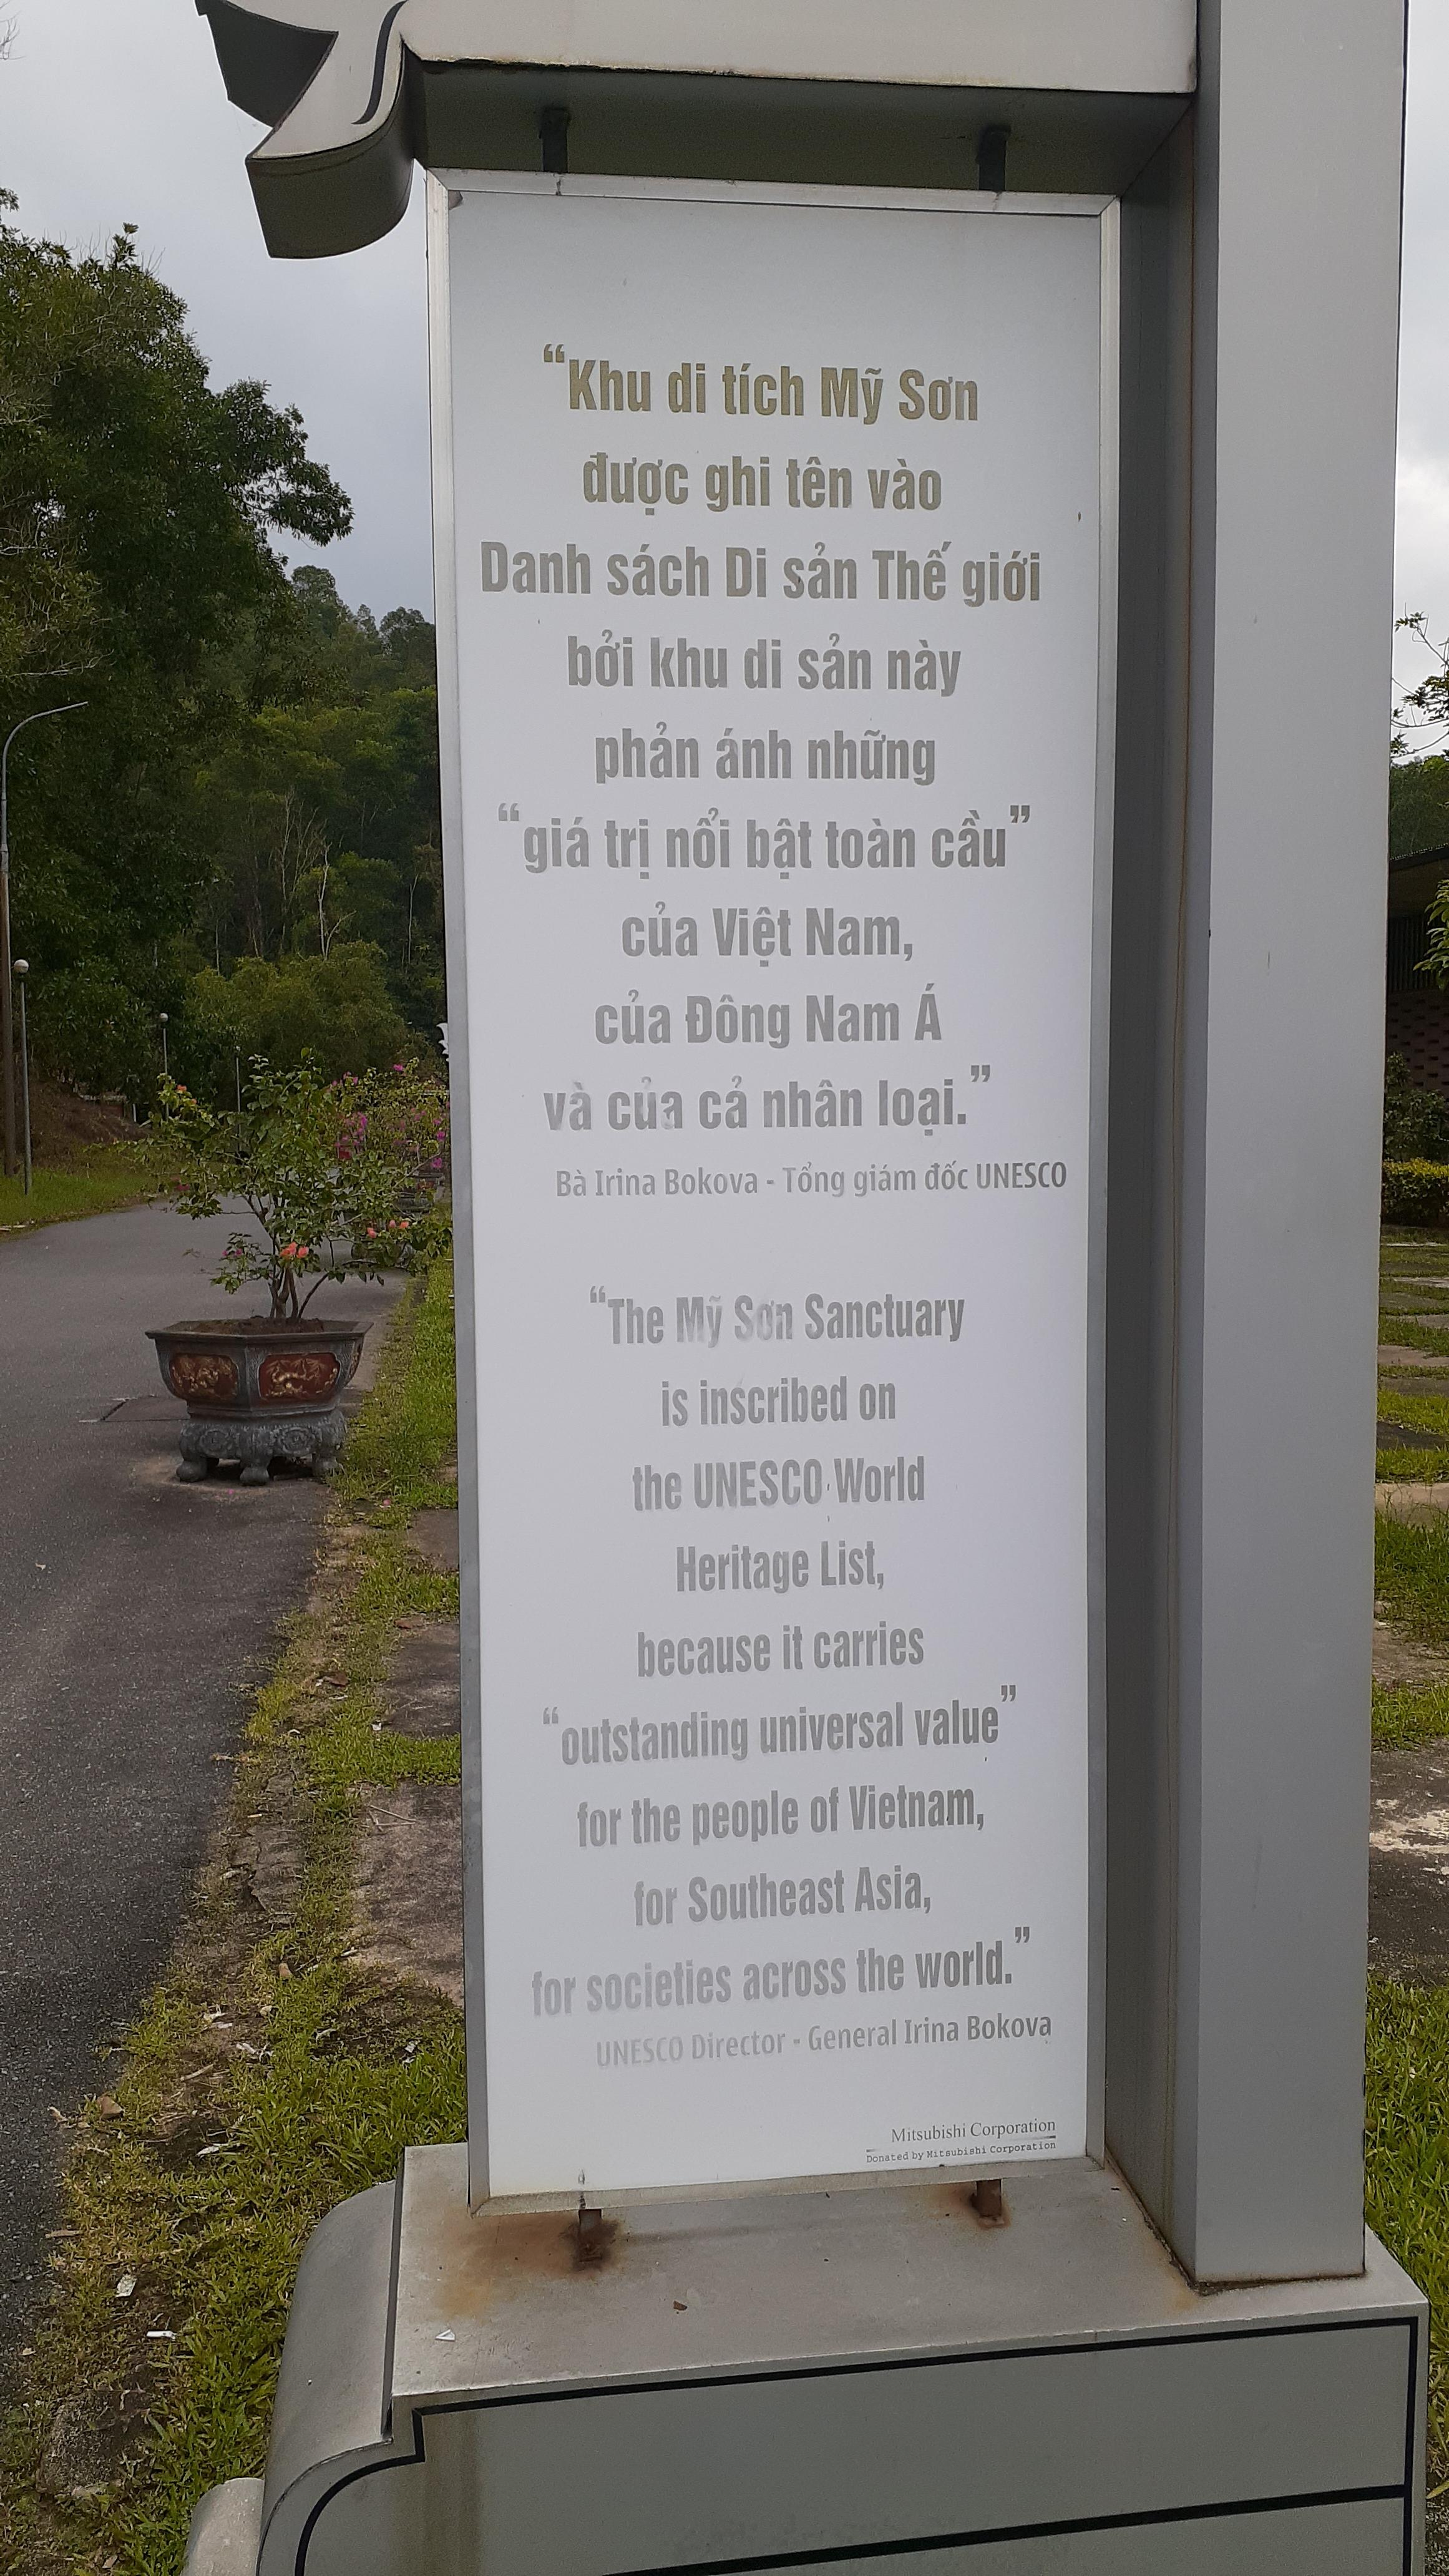 “Khu di tích Mỹ Sơn
được ghi tên vào
Danh sách Di sản Thế giới
bởi khu di sản này
phản ánh những
“giá trị nổi bật toàn cầu”
của Việt Nam,
của Đông Nam Á
và của cả nhân loại.”
Bà Irina Bokova - Tổng giám đốc UNESCO
“The Mỹ Sơn Sanctuary
is inscribed on
the UNESCO World
Heritage List,
because it carries
“outstanding universal value”
for the people of Vietnam,
for Southeast Asia,
for societies across the world.”
UNESCO Director - General Irina Bokova
Mitsubishi Corporation
Donated by Mitsubishi Corporation